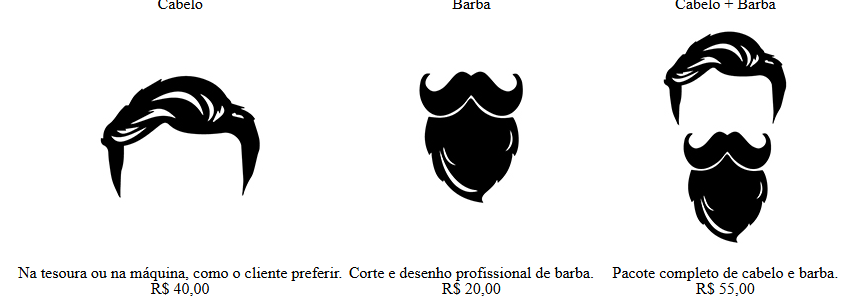 Cabelo
Barba
Cabelo + Barba
Na tesoura ou na máquina, como o cliente preferir.
R$ 40,00
Corte e desenho profissional de barba.
R$ 20,00
Pacote completo de cabelo e barba.
R$ 55,00